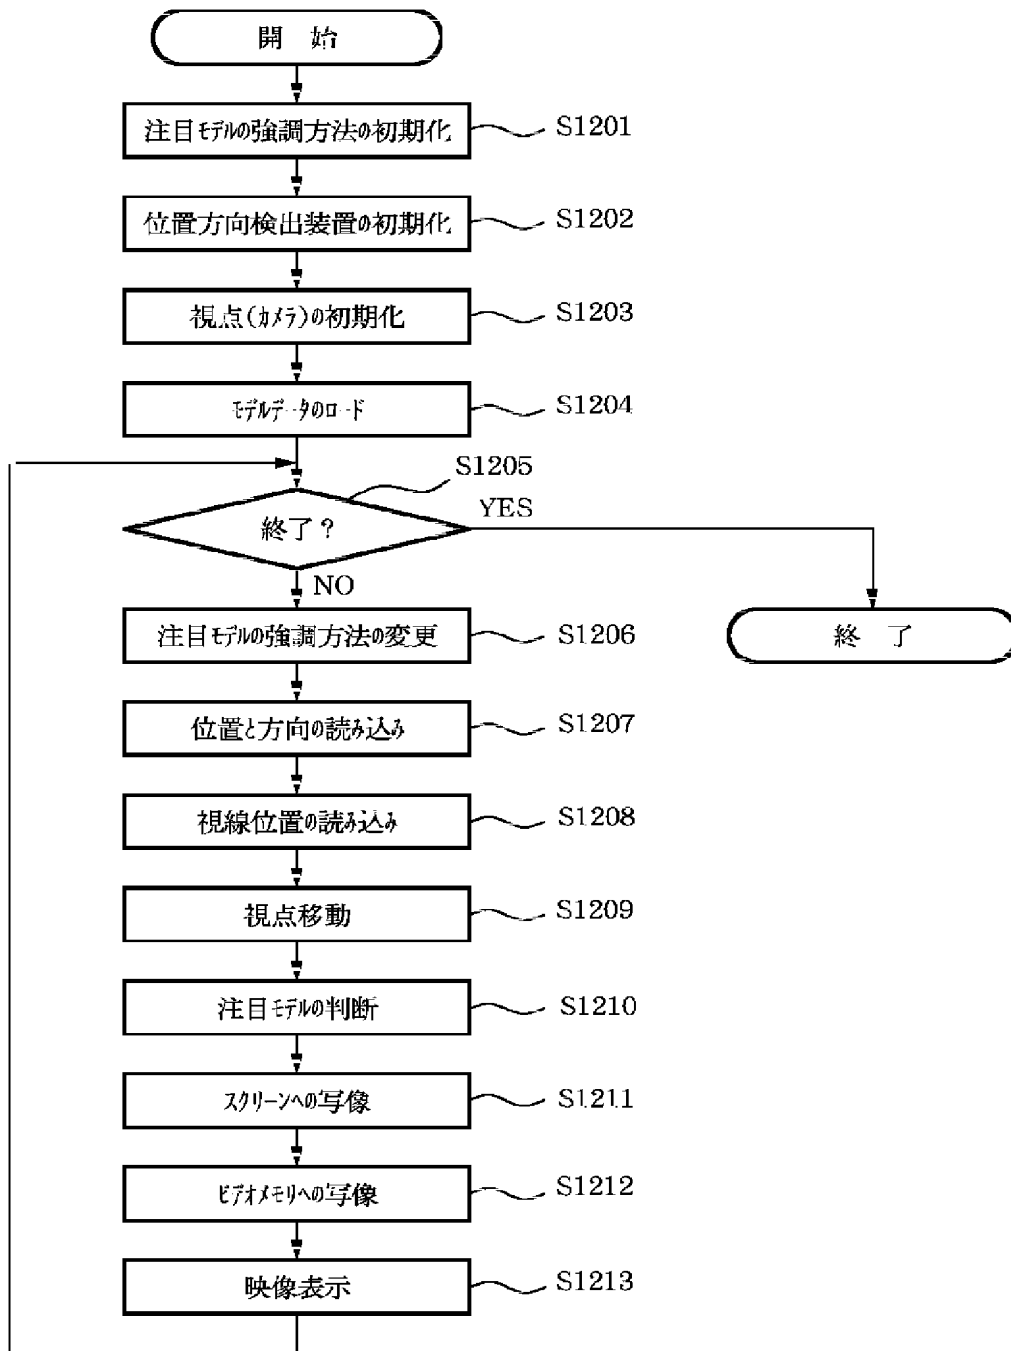 開　始
注目モデルの強調方法の初期化
S1201
位置方向検出装置の初期化
S1202
視点(カメラ)の初期化
S1203
モデルデータのロード
S1204
S1205
終了？
YES
NO
注目モデルの強調方法の変更
S1206
終　了
位置と方向の読み込み
S1207
視線位置の読み込み
S1208
視点移動
S1209
注目モデルの判断
S1210
スクリーンへの写像
S1211
ビデオメモリへの写像
S1212
映像表示
S1213